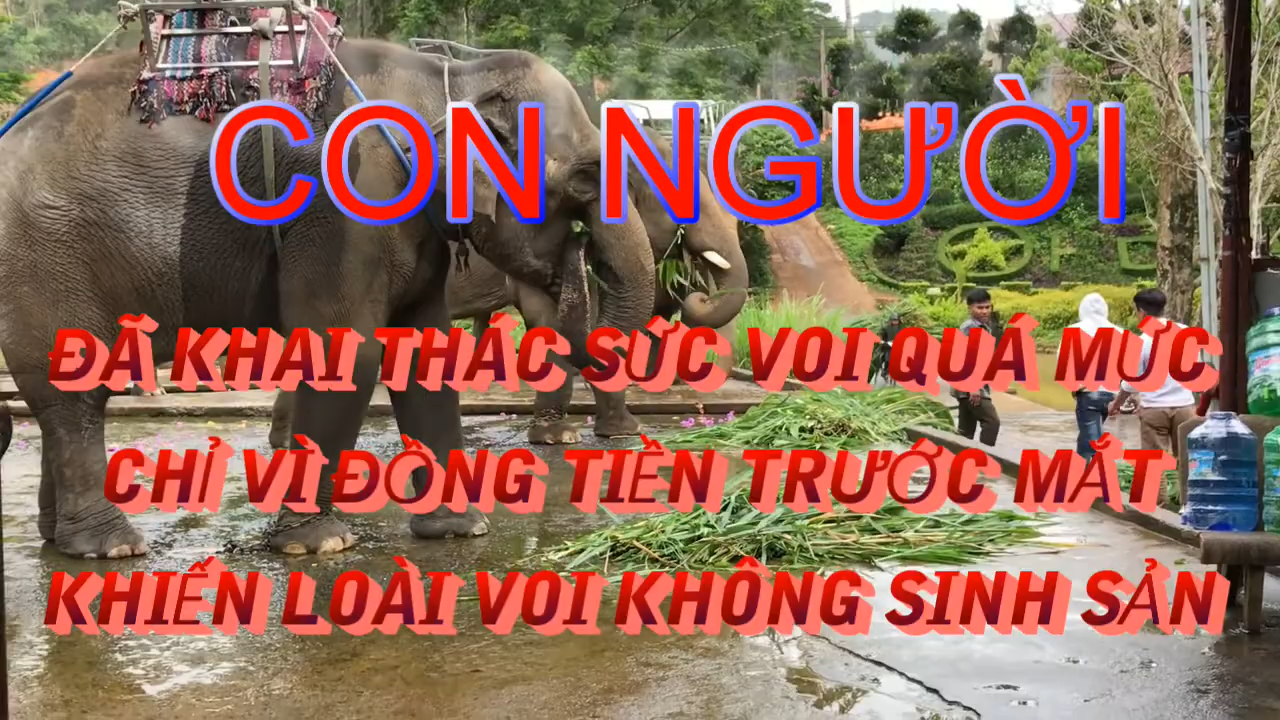 CON NGƯỜI
ĐÃ KHAI THÁC SỨC VOI QUÁ MỨC
CHỈ VÌ ĐỒNG TIỀN TRƯỚC MẮT
KHIẾN LOÀI VOI KHÔNG SINH SẢN